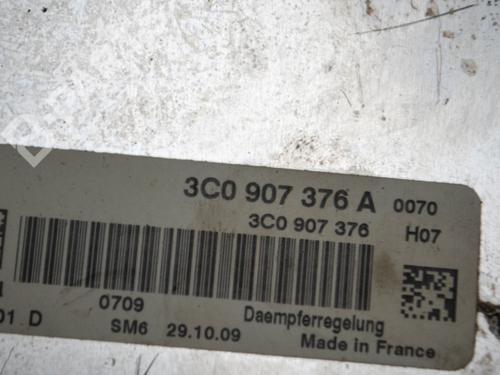 3C0 907 376 A 0070
3C0 907 376 H07
0709 Daempferregelung
01 D SM6 29.10.09 Made in France